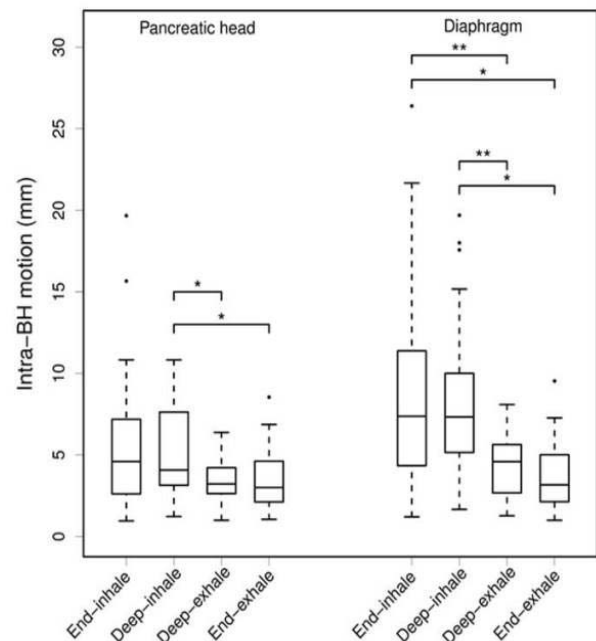 Pancreatic head
Diaphragm
Intra-BH motion (mm)
30
25
20
15
10
5
0
**
*
**
*
*
*
End-inhale
Deep-inhale
Deep-exhale
End-exhale
End-inhale
Deep-inhale
Deep-exhale
End-exhale